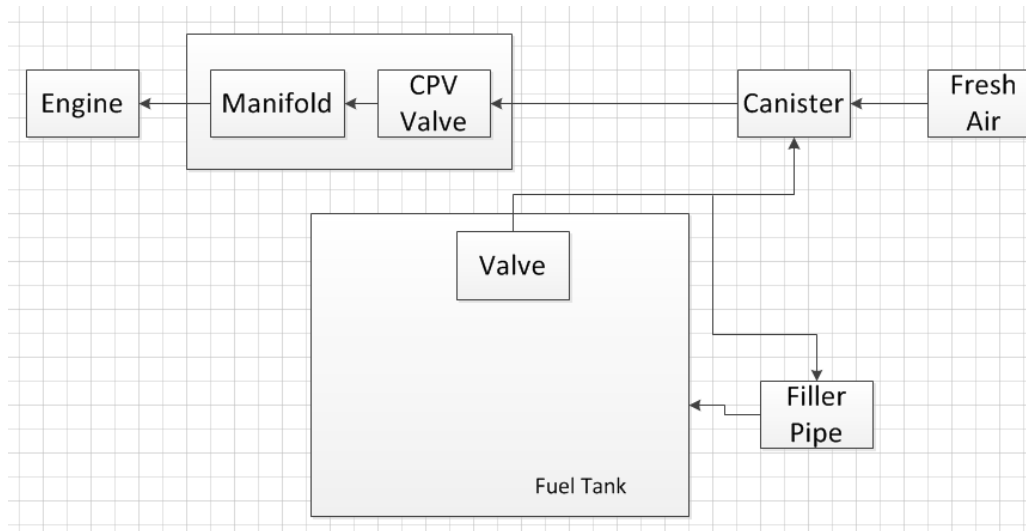 Engine
Manifold
CPV
Valve
Canister
Fresh
Air
Valve
Filler
Pipe
Fuel Tank